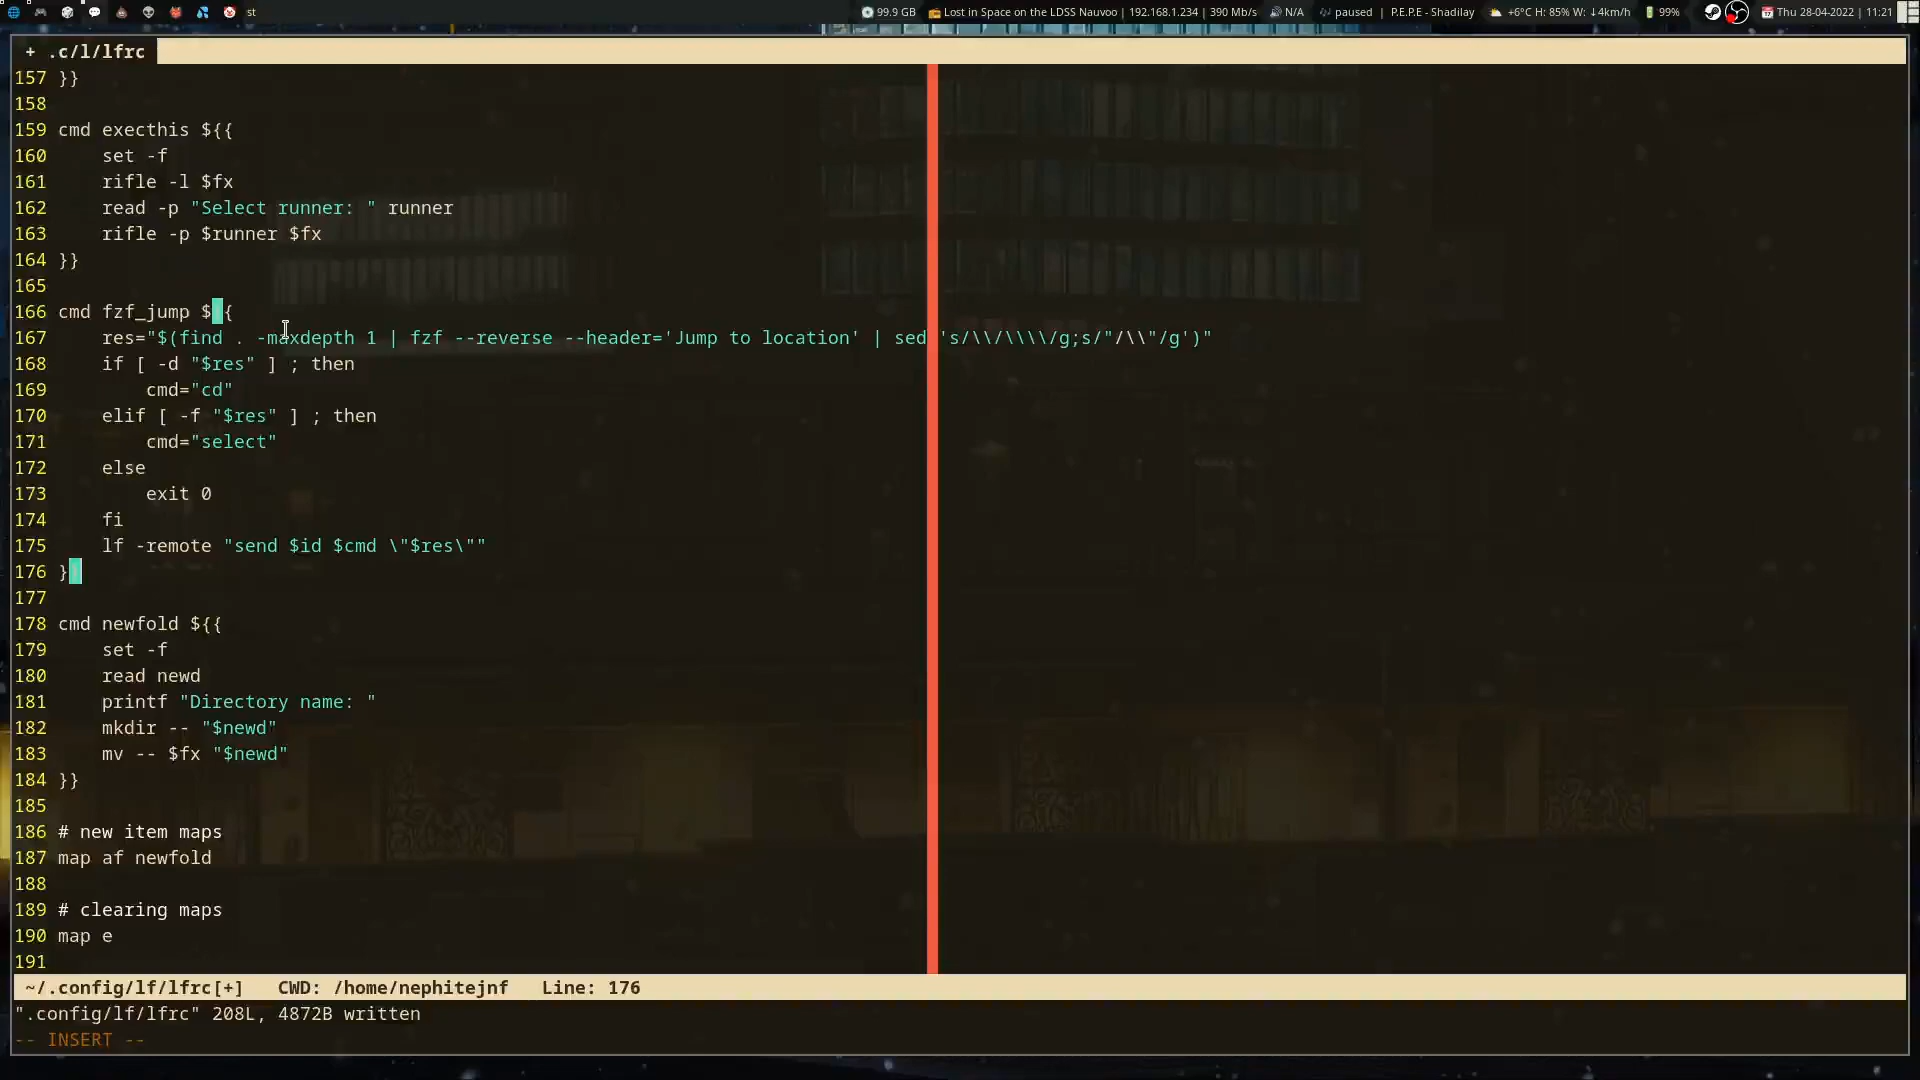 st
99.9 GB
Lost in Space on the LDSS Nauvoo | 192.168.1.234 | 390 Mb/s
N/A
paused | P.E.P.E - Shadilay
+6°C H: 85% W: ↓4km/h
99%
Thu 28-04-2022 | 11:21
+ .c/l/lfrc
157 }}
158
159 cmd execthis ${{
160     set -f
161     rifle -l $fx
162     read -p "Select runner: " runner
163     rifle -p $runner $fx
164 }}
165
166 cmd fzf_jump ${{
167     res="$(find . -maxdepth 1 | fzf --reverse --header='Jump to location' | sed 's/\\/\\\\/g;s/"/\\"/g')"
168     if [ -d "$res" ] ; then
169         cmd="cd"
170     elif [ -f "$res" ] ; then
171         cmd="select"
172     else
173         exit 0
174     fi
175     lf -remote "send $id $cmd \"$res\""
176 }}
177
178 cmd newfold ${{
179     set -f
180     read newd
181     printf "Directory name: "
182     mkdir -- "$newd"
183     mv -- $fx "$newd"
184 }}
185
186 # new item maps
187 map af newfold
188
189 # clearing maps
190 map e
191
~/.config/lf/lfrc[+]   CWD: /home/nephitejnf   Line: 176
".config/lf/lfrc" 208L, 4872B written
-- INSERT --